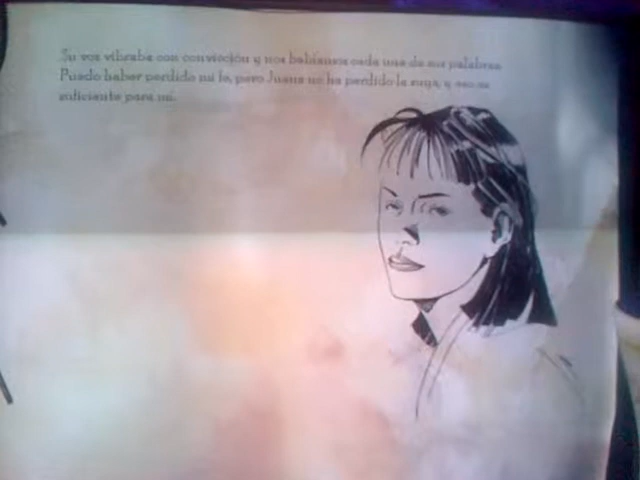 Su voz vibraba con convicción y nos bebíamos cada una de sus palabras.
Puedo haber perdido mi fe, pero Juana no ha perdido la suya, y eso es
suficiente para mí.